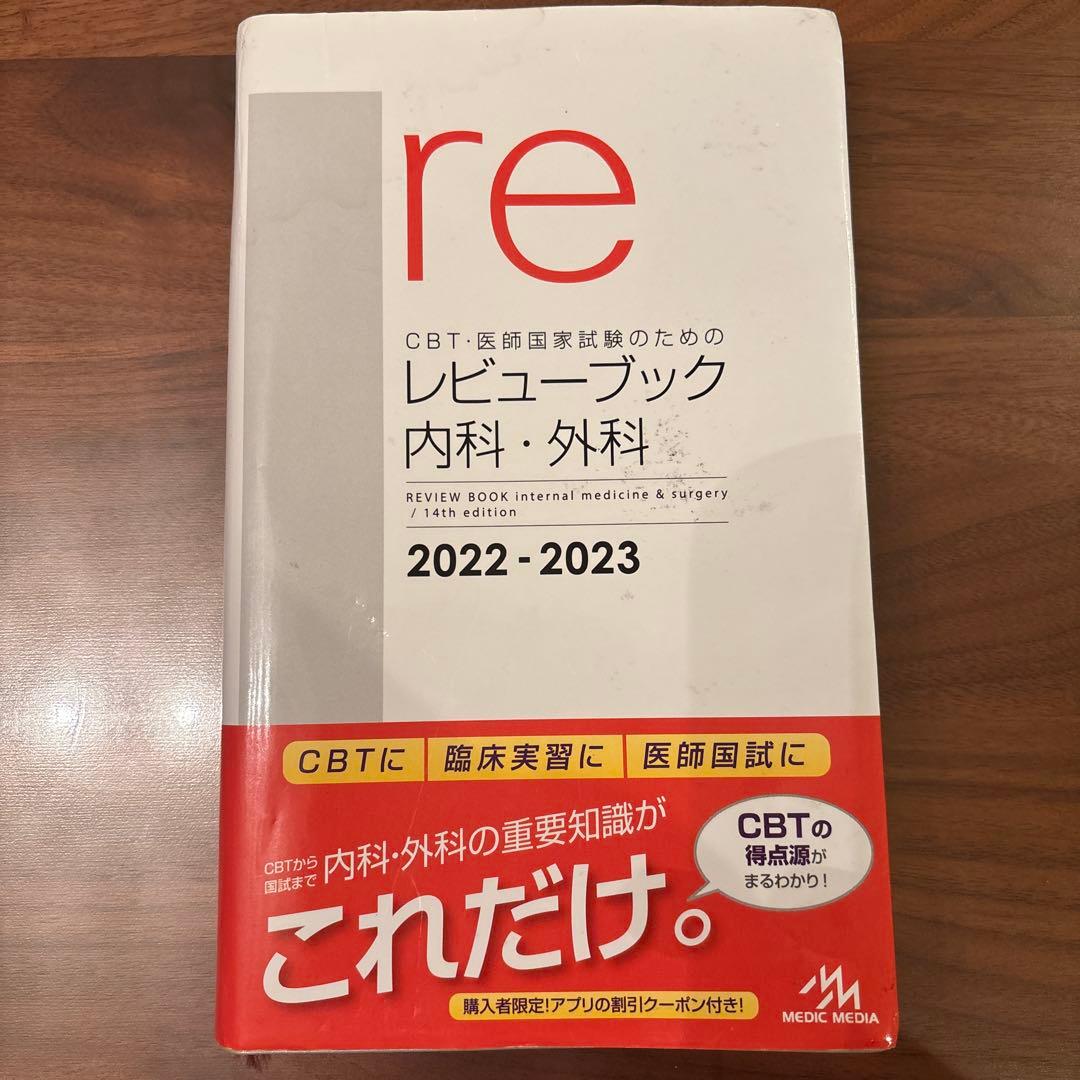 re
CBT・医師国家試験のための
レビューブック
内科・外科
REVIEW BOOK internal medicine & surgery
/ 14th edition
2022-2023
CBTに 臨床実習に 医師国試に
CBTから
国試まで
内科・外科の重要知識が
これだけ。
CBTの
得点源が
まるわかり!
購入者限定!アプリの割引クーポン付き!
MEDIC MEDIA